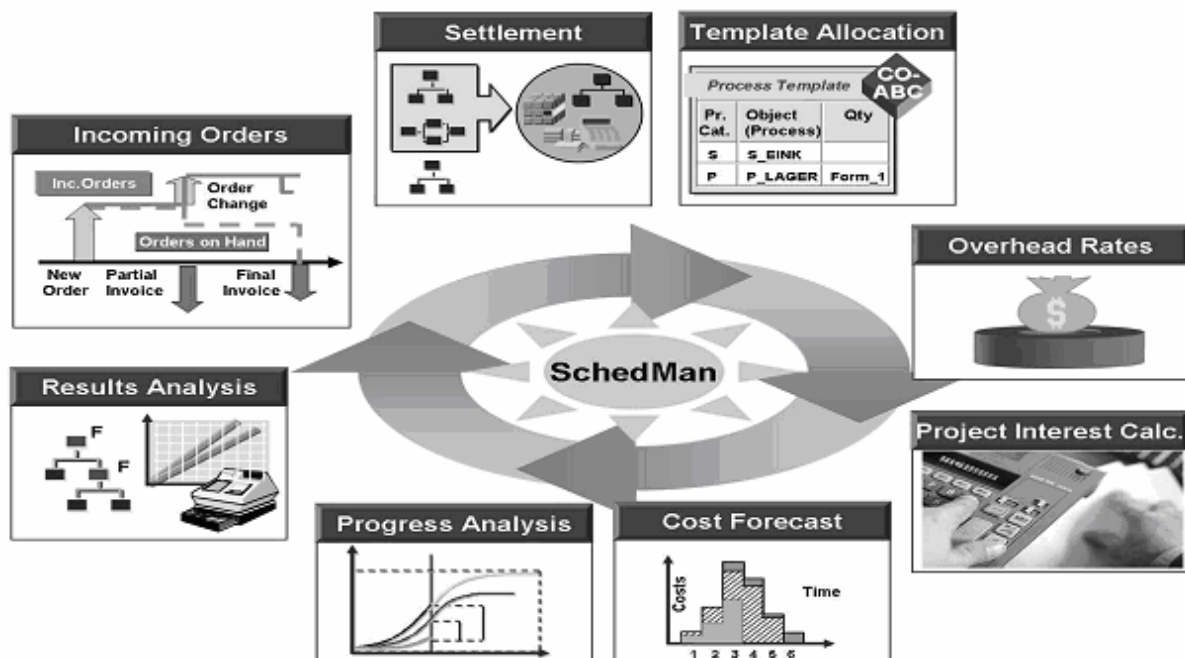 Settlement
Template Allocation
Process Template
CO-
ABC
Pr. Cat.
Object (Process)
Qty
S S_EINK
P P_LAGER Form_1
Incoming Orders
Inc.Orders
Order
Change
Orders on Hand
New
Order
Partial
Invoice
Final
Invoice
Overhead Rates
$
SchedMan
Results Analysis
F
F
Project Interest Calc.
Progress Analysis
Cost Forecast
Costs
Time
1 2 3 4 5 6